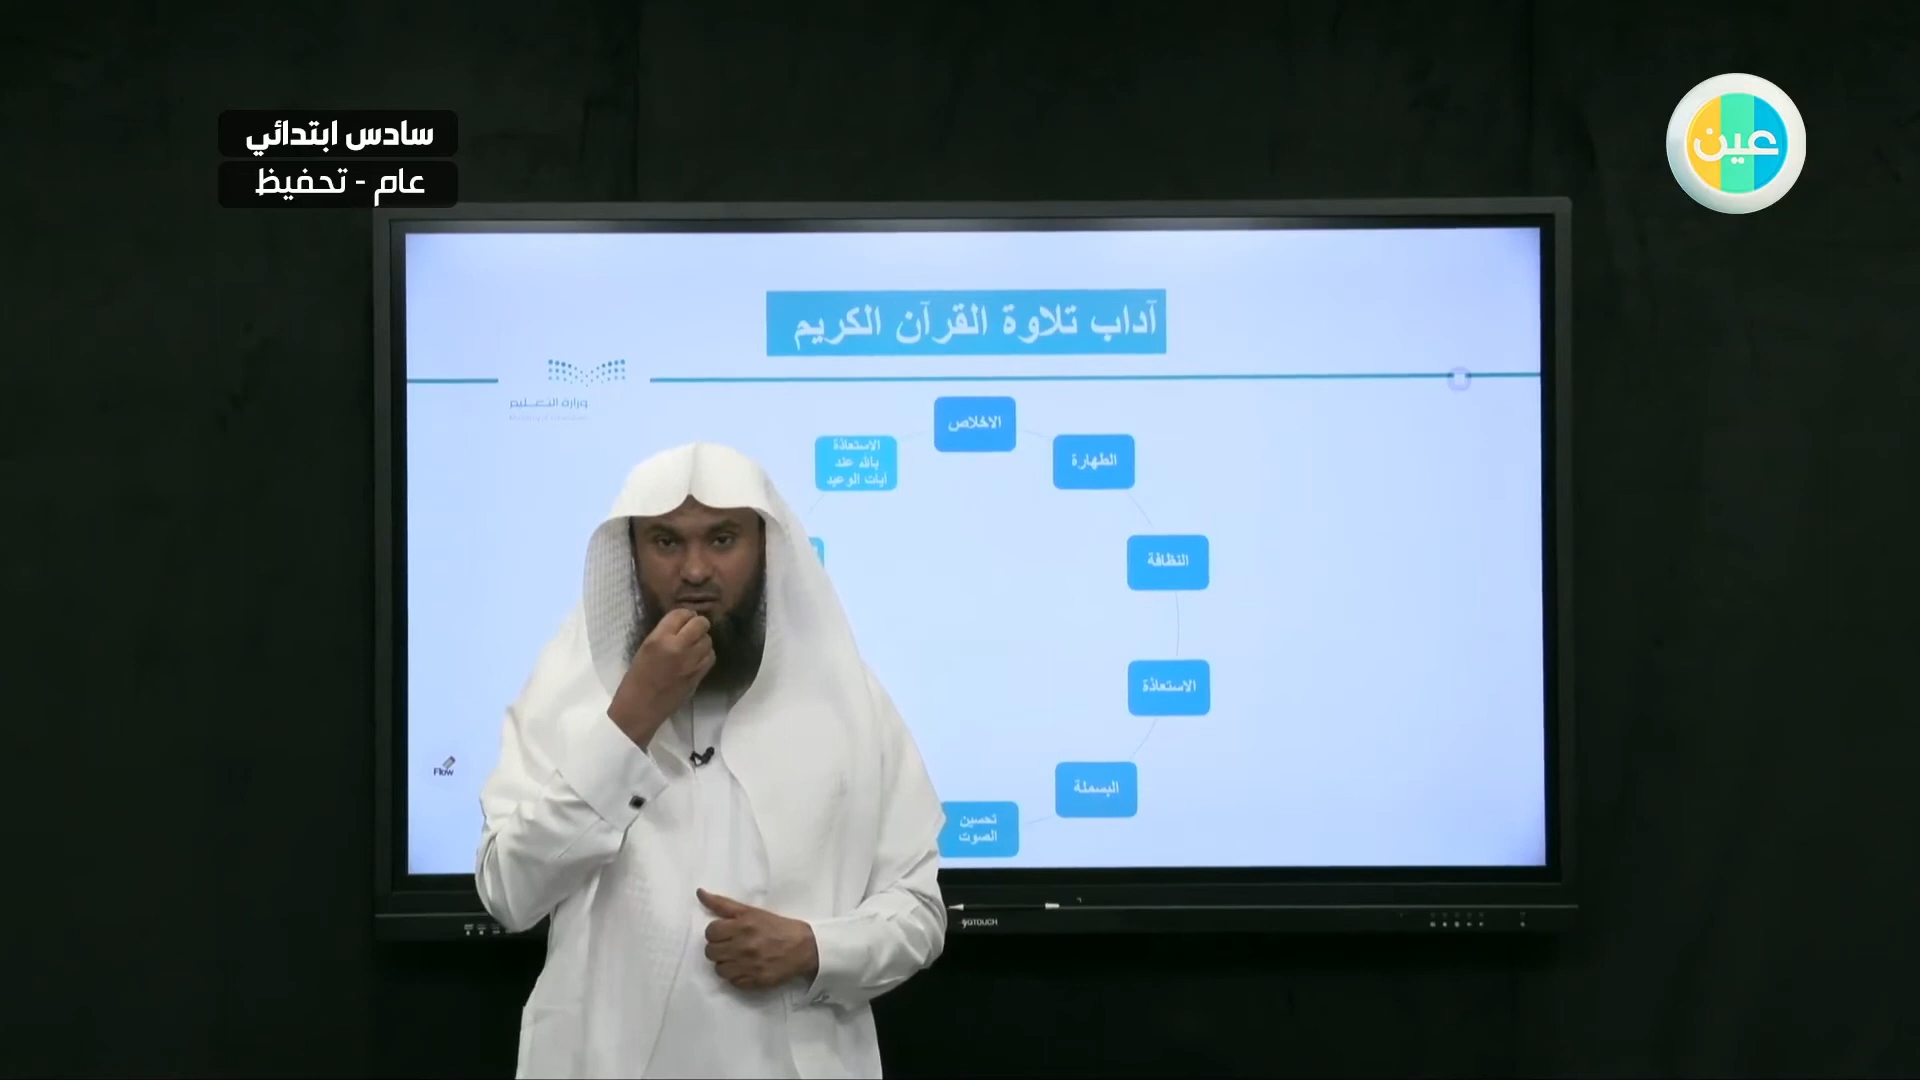 سادس ابتدائي
عام - تحفيظ
عين
آداب تلاوة القرآن الكريم
وزارة التعليم
الاخلاص
الطهارة
النظافة
الاستعاذة
البسملة
تحسين
الصوت
الاستعاذة
بالله عند
آيات الوعيد
Flow